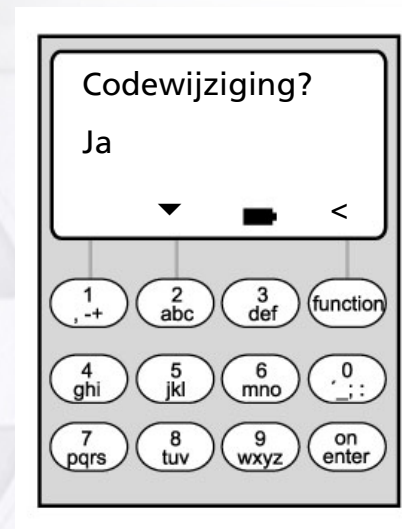 Codewijziging?
Ja
<
1 2 3 function
, -+ abc def
4 5 6 0
ghi jkl mno ´_; :
7 8 9 on
pqrs tuv wxyz enter